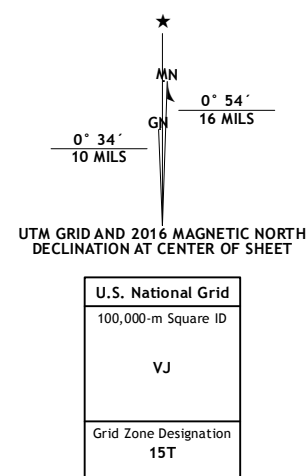 MN
0° 54´
16 MILS
GN
0° 34´
10 MILS
UTM GRID AND 2016 MAGNETIC NORTH
DECLINATION AT CENTER OF SHEET
U.S. National Grid
100,000-m Square ID
VJ
Grid Zone Designation
15T